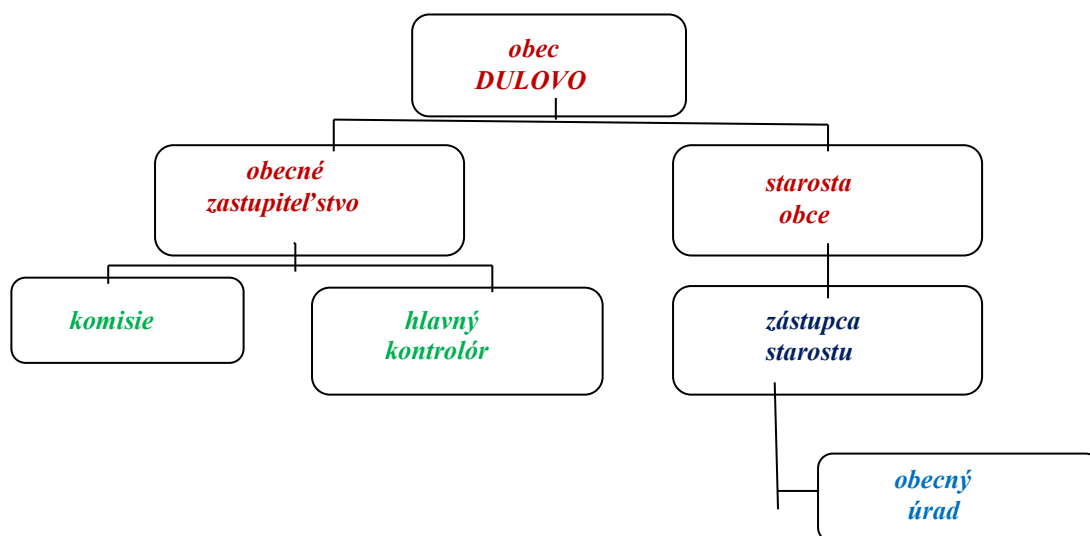 obec
DULOVO
obecné
zastupiteľstvo
starosta
obce
komisie
hlavný
kontrolór
zástupca
starostu
obecný
úrad